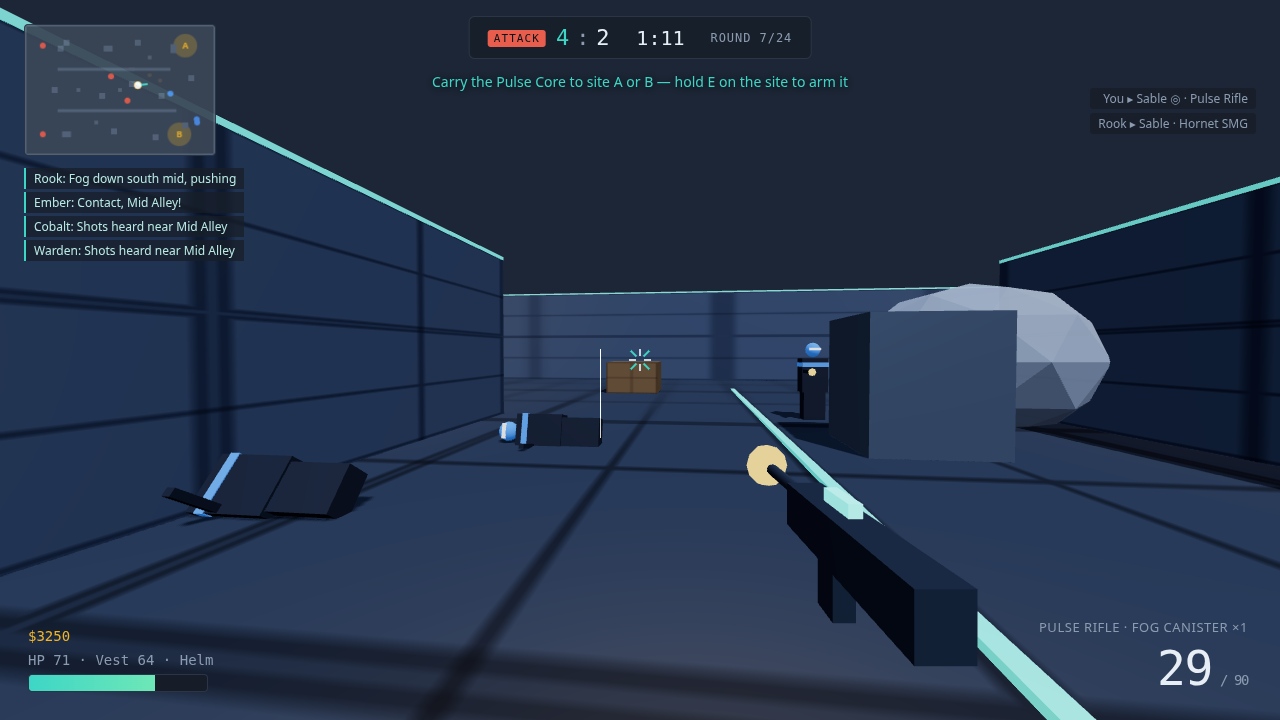 ATTACK 4 : 2 1:11 ROUND 7/24
Carry the Pulse Core to site A or B — hold E on the site to arm it
A
B
You ▸ Sable ◎ · Pulse Rifle
Rook ▸ Sable · Hornet SMG
Rook: Fog down south mid, pushing
Ember: Contact, Mid Alley!
Cobalt: Shots heard near Mid Alley
Warden: Shots heard near Mid Alley
$3250
HP 71 · Vest 64 · Helm
PULSE RIFLE · FOG CANISTER ×1
29 / 90